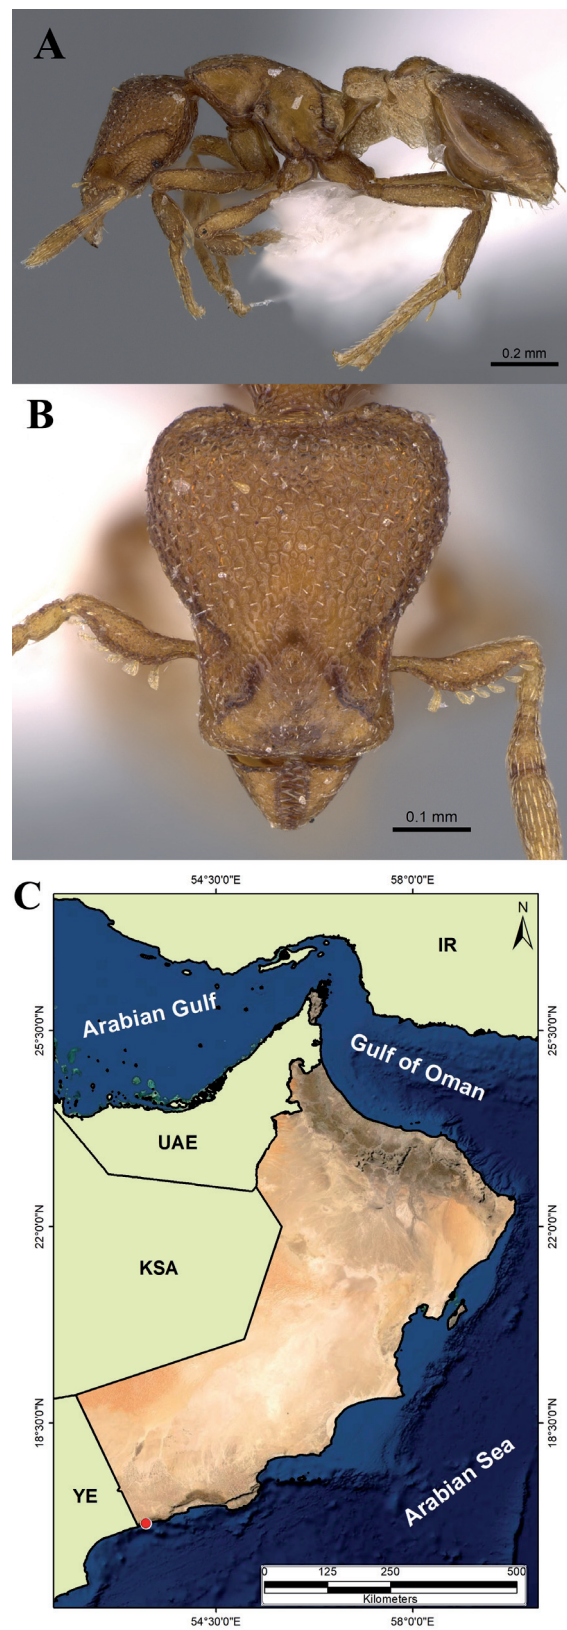 A
0.2 mm
B
0.1 mm
C
54°30'0"E
58°0'0"E
N
IR
Arabian Gulf
Gulf of Oman
25°30'0"N
25°30'0"N
UAE
22°0'0"N
22°0'0"N
KSA
18°30'0"N
18°30'0"N
YE
Arabian Sea
0 125 250 500
Kilometers
54°30'0"E
58°0'0"E